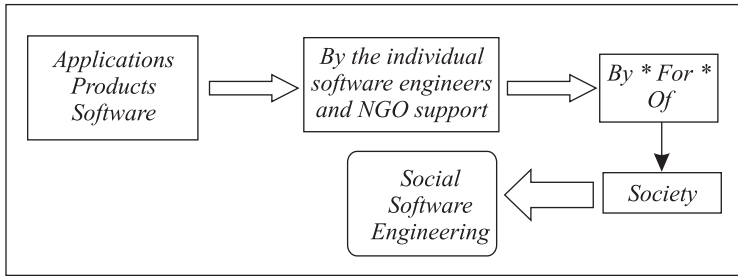 Applications
Products
Software
By the individual
software engineers
and NGO support
By * For *
Of
Society
Social
Software
Engineering